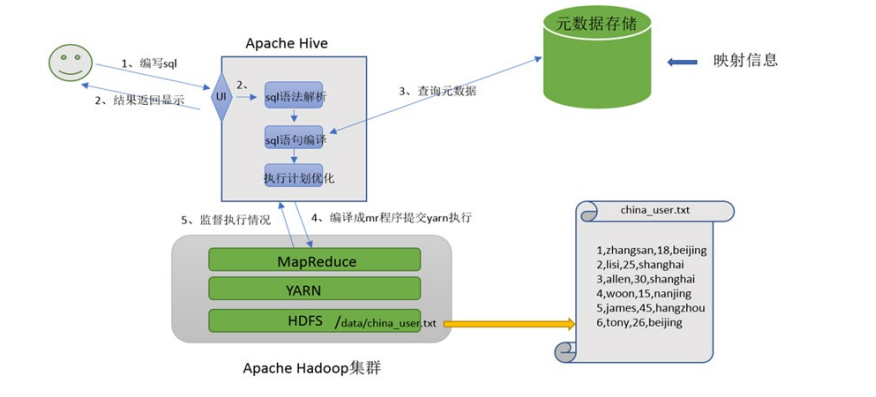 元数据存储
Apache Hive
1、编写sql
映射信息
UI
2、
sql语法解析
3、查询元数据
2、结果返回显示
sql语句编译
执行计划优化
5、监督执行情况
4、编译成mr程序提交yarn执行
china_user.txt
1,zhangsan,18,beijing
2,lisi,25,shanghai
3,allen,30,shanghai
4,woon,15,nanjing
5,james,45,hangzhou
6,tony,26,beijing
MapReduce
YARN
HDFS /data/china_user.txt
Apache Hadoop集群